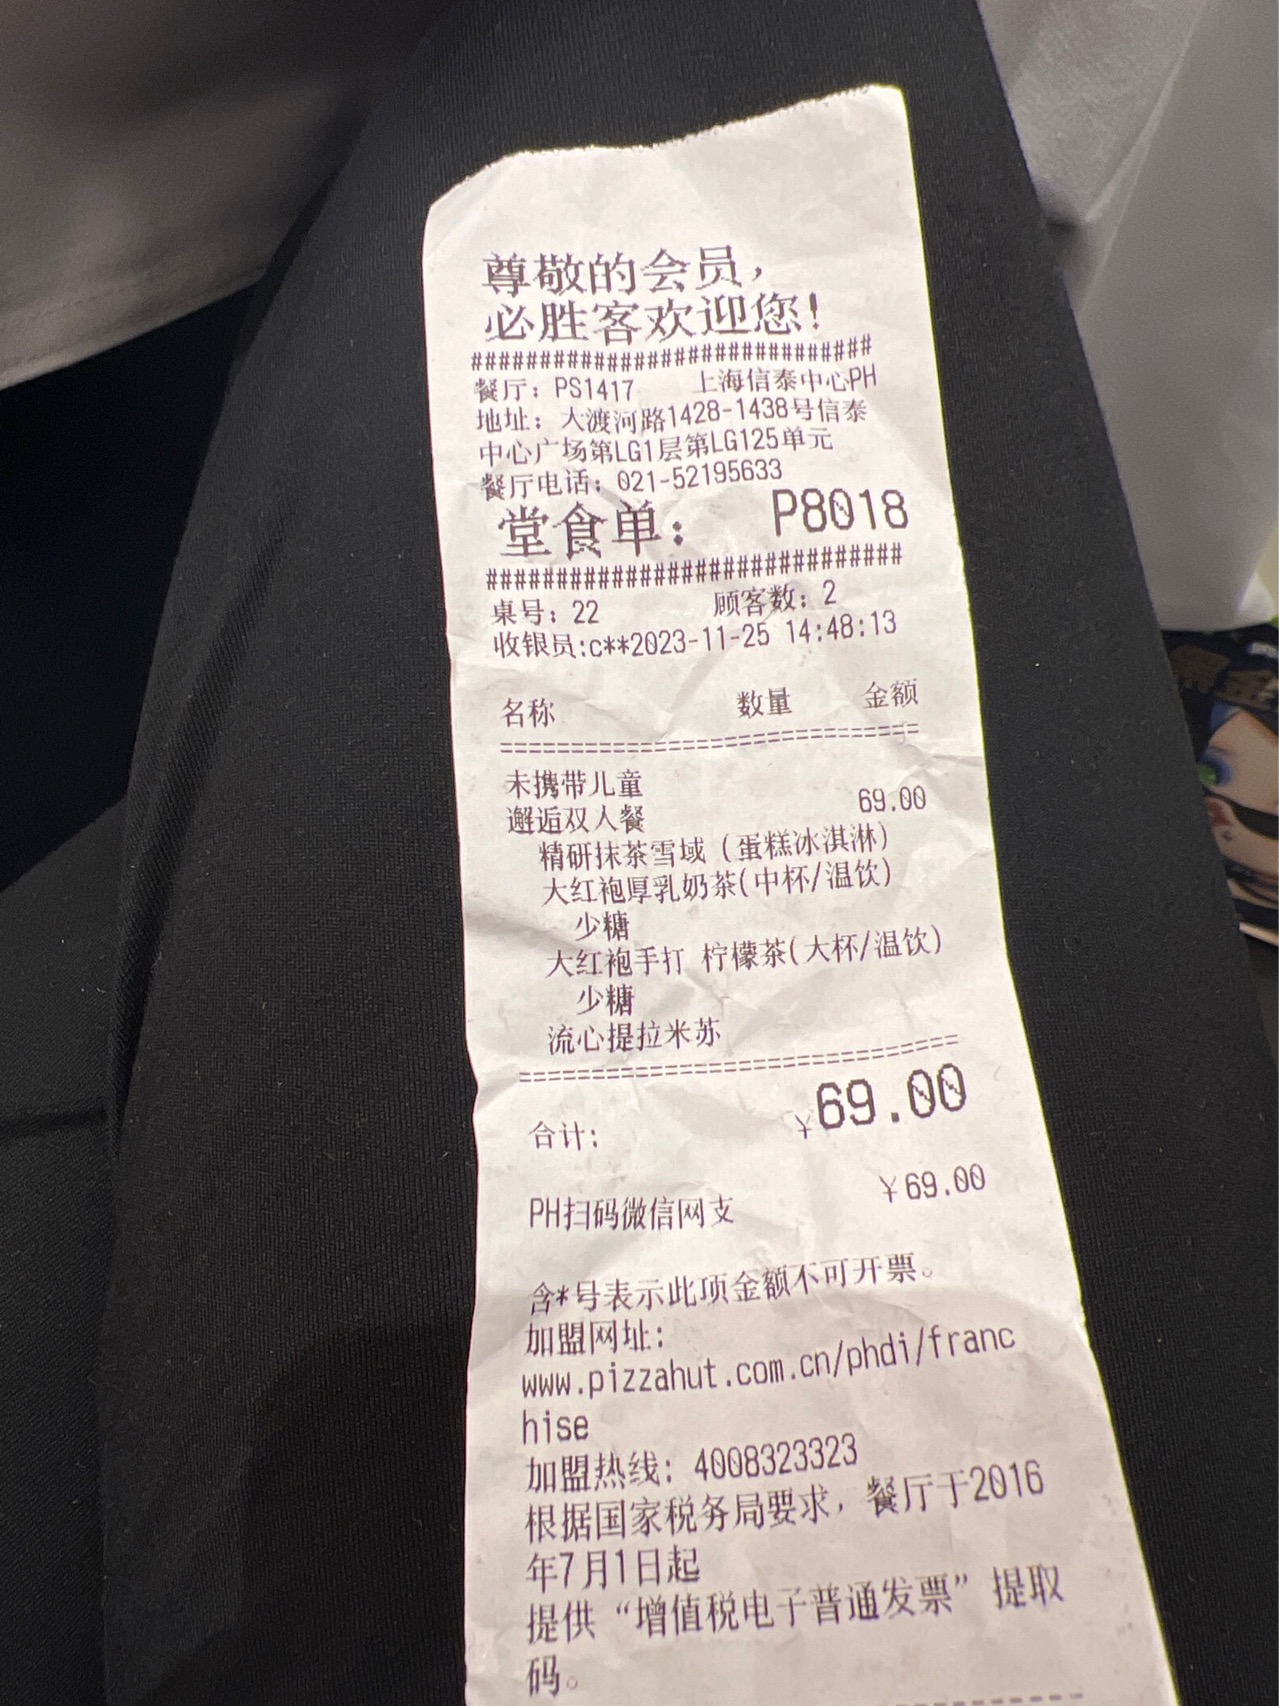 尊敬的会员，
必胜客欢迎您！
##############################
餐厅：PS1417 上海信泰中心PH
地址：大渡河路1428-1438号信泰
中心广场第LG1层第LG125单元
餐厅电话：021-52195633
堂食单： P8018
##############################
桌号：22 顾客数：2
收银员:c**2023-11-25 14:48:13
名称 数量 金额
==============================
未携带儿童
邂逅双人餐 69.00
精研抹茶雪域（蛋糕冰淇淋）
大红袍厚乳奶茶(中杯/温饮)
少糖
大红袍手打 柠檬茶(大杯/温饮)
少糖
流心提拉米苏
==============================
合计: ￥69.00
PH扫码微信网支 ￥69.00
含*号表示此项金额不可开票。
加盟网址：
www.pizzahut.com.cn/phdi/franc
hise
加盟热线：4008323323
根据国家税务局要求，餐厅于2016
年7月1日起
提供“增值税电子普通发票”提取
码。